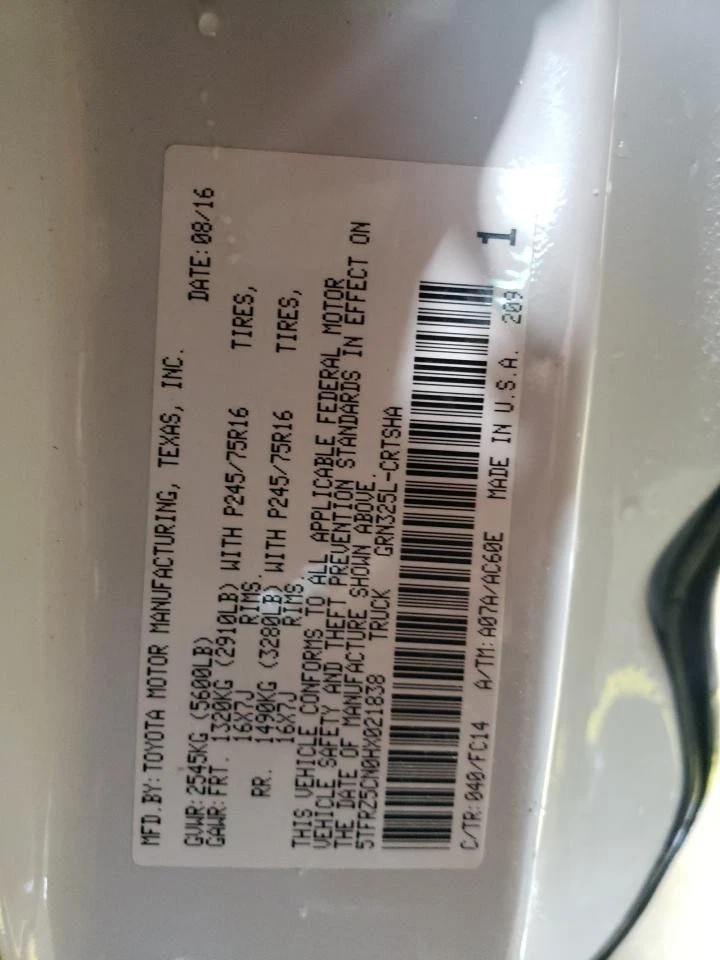 MFD.BY: TOYOTA MOTOR MANUFACTURING, TEXAS, INC. DATE: 08/16
GVWR: 2545KG (5600LB)
GAWR: FRT. 1320KG (2910LB) WITH P245/75R16 TIRES,
16X7J RIMS.
RR. 1490KG (3280LB) WITH P245/75R16 TIRES,
16X7J RIMS.
THIS VEHICLE CONFORMS TO ALL APPLICABLE FEDERAL MOTOR
VEHICLE SAFETY AND THEFT PREVENTION STANDARDS IN EFFECT ON
THE DATE OF MANUFACTURE SHOWN ABOVE.
5TFRZ5CN0HX021838 TRUCK GRN325L-CRTSHA
C/TR: 040/FC14 A/TM: A07A/AC60E MADE IN U.S.A. 209 1